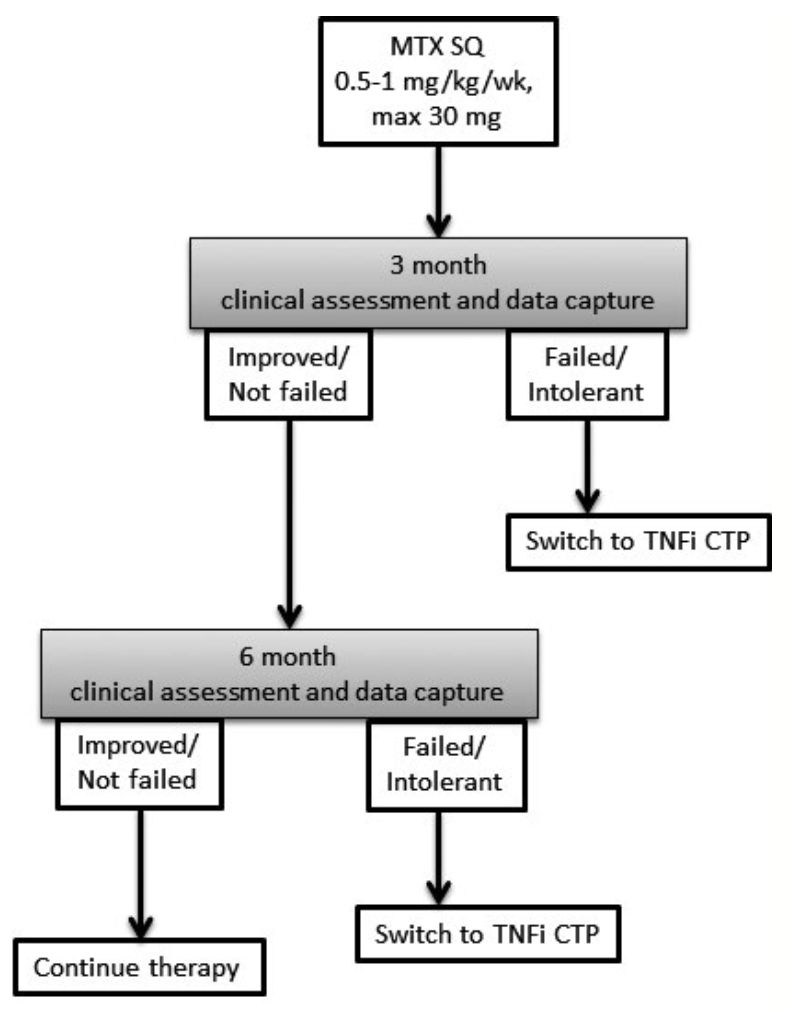 MTX SQ
0.5-1 mg/kg/wk,
max 30 mg
3 month
clinical assessment and data capture
Improved/
Not failed
Failed/
Intolerant
Switch to TNFi CTP
6 month
clinical assessment and data capture
Improved/
Not failed
Failed/
Intolerant
Switch to TNFi CTP
Continue therapy